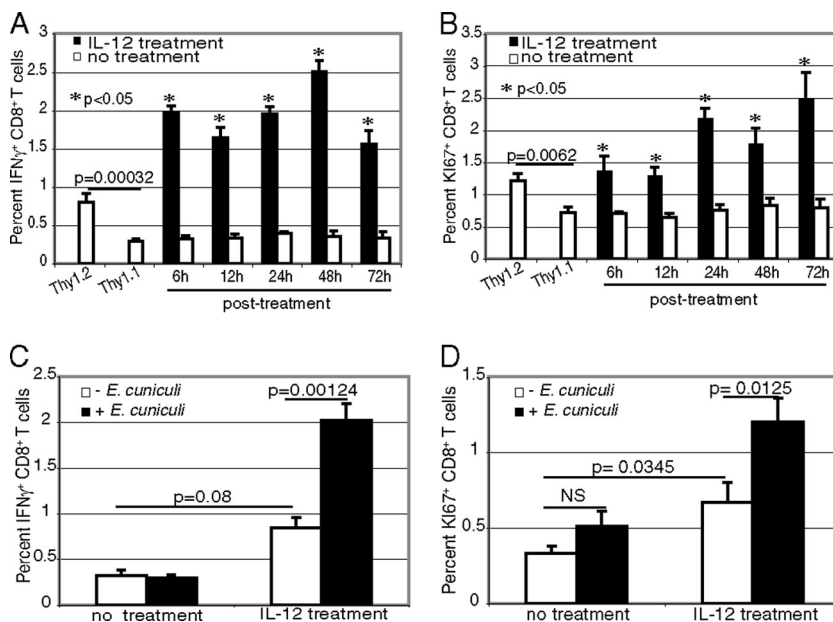 A
Percent IFNγ⁺ CD8⁺ T cells
3
2.5
2
1.5
1
0.5
0
IL-12 treatment
no treatment
* p<0.05
p=0.00032
* * * * *
Thy1.2 Thy1.1 6h 12h 24h 48h 72h
post-treatment
B
Percent KI67⁺ CD8⁺ T cells
3.5
3
2.5
2
1.5
1
0.5
0
IL-12 treatment
no treatment
* p<0.05
p=0.0062
* * * * *
Thy1.2 Thy1.1 6h 12h 24h 48h 72h
post-treatment
C
Percent IFNγ⁺ CD8⁺ T cells
2.5
2
1.5
1
0.5
0
- E. cuniculi
+ E. cuniculi
p=0.00124
p=0.08
no treatment IL-12 treatment
D
Percent KI67⁺ CD8⁺ T cells
1.5
1
0.5
0
- E. cuniculi
+ E. cuniculi
p= 0.0125
p= 0.0345
NS
no treatment IL-12 treatment